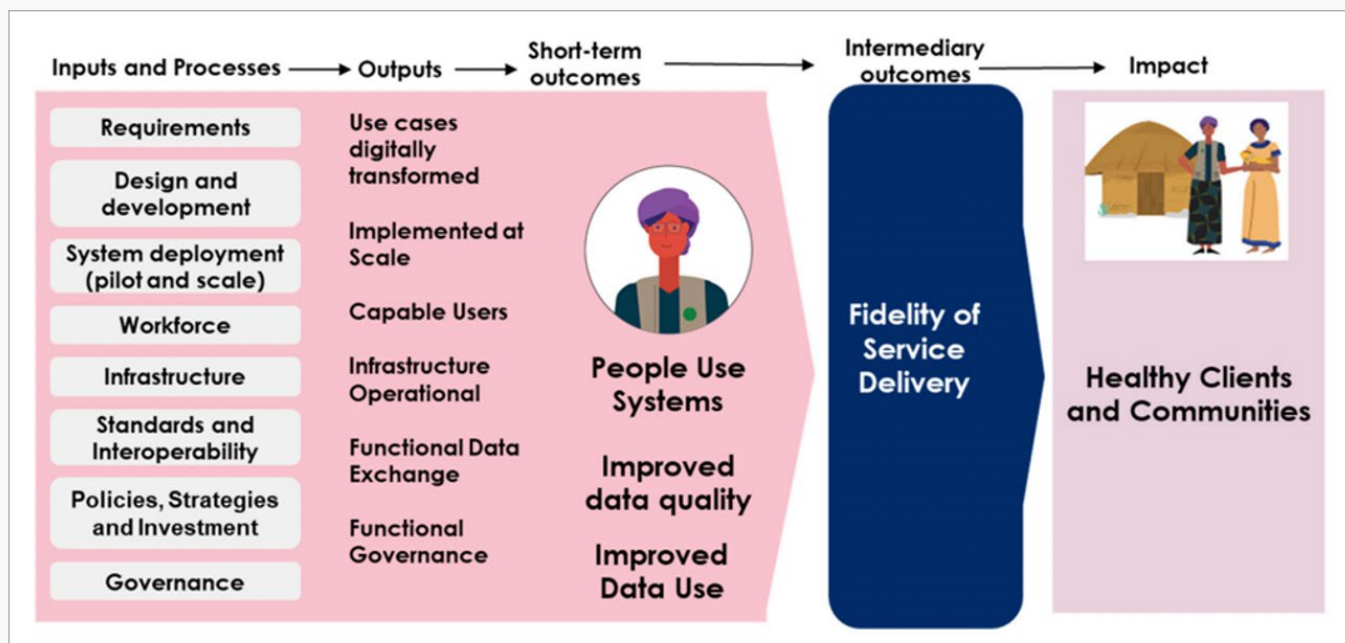 Inputs and Processes
Outputs
Short-term
outcomes
Intermediary
outcomes
Impact
Requirements
Design and
development
System deployment
(pilot and scale)
Workforce
Infrastructure
Standards and
Interoperability
Policies, Strategies
and Investment
Governance
Use cases
digitally
transformed
Implemented at
Scale
Capable Users
Infrastructure
Operational
Functional Data
Exchange
Functional
Governance
People Use
Systems
Improved
data quality
Improved
Data Use
Fidelity of
Service
Delivery
Healthy Clients
and Communities